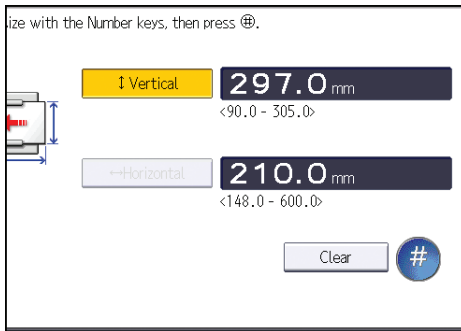 ize with the Number keys, then press ⊕.
↕ Vertical
297.0 mm
<90.0 - 305.0>
↔Horizontal
210.0 mm
<148.0 - 600.0>
Clear
#